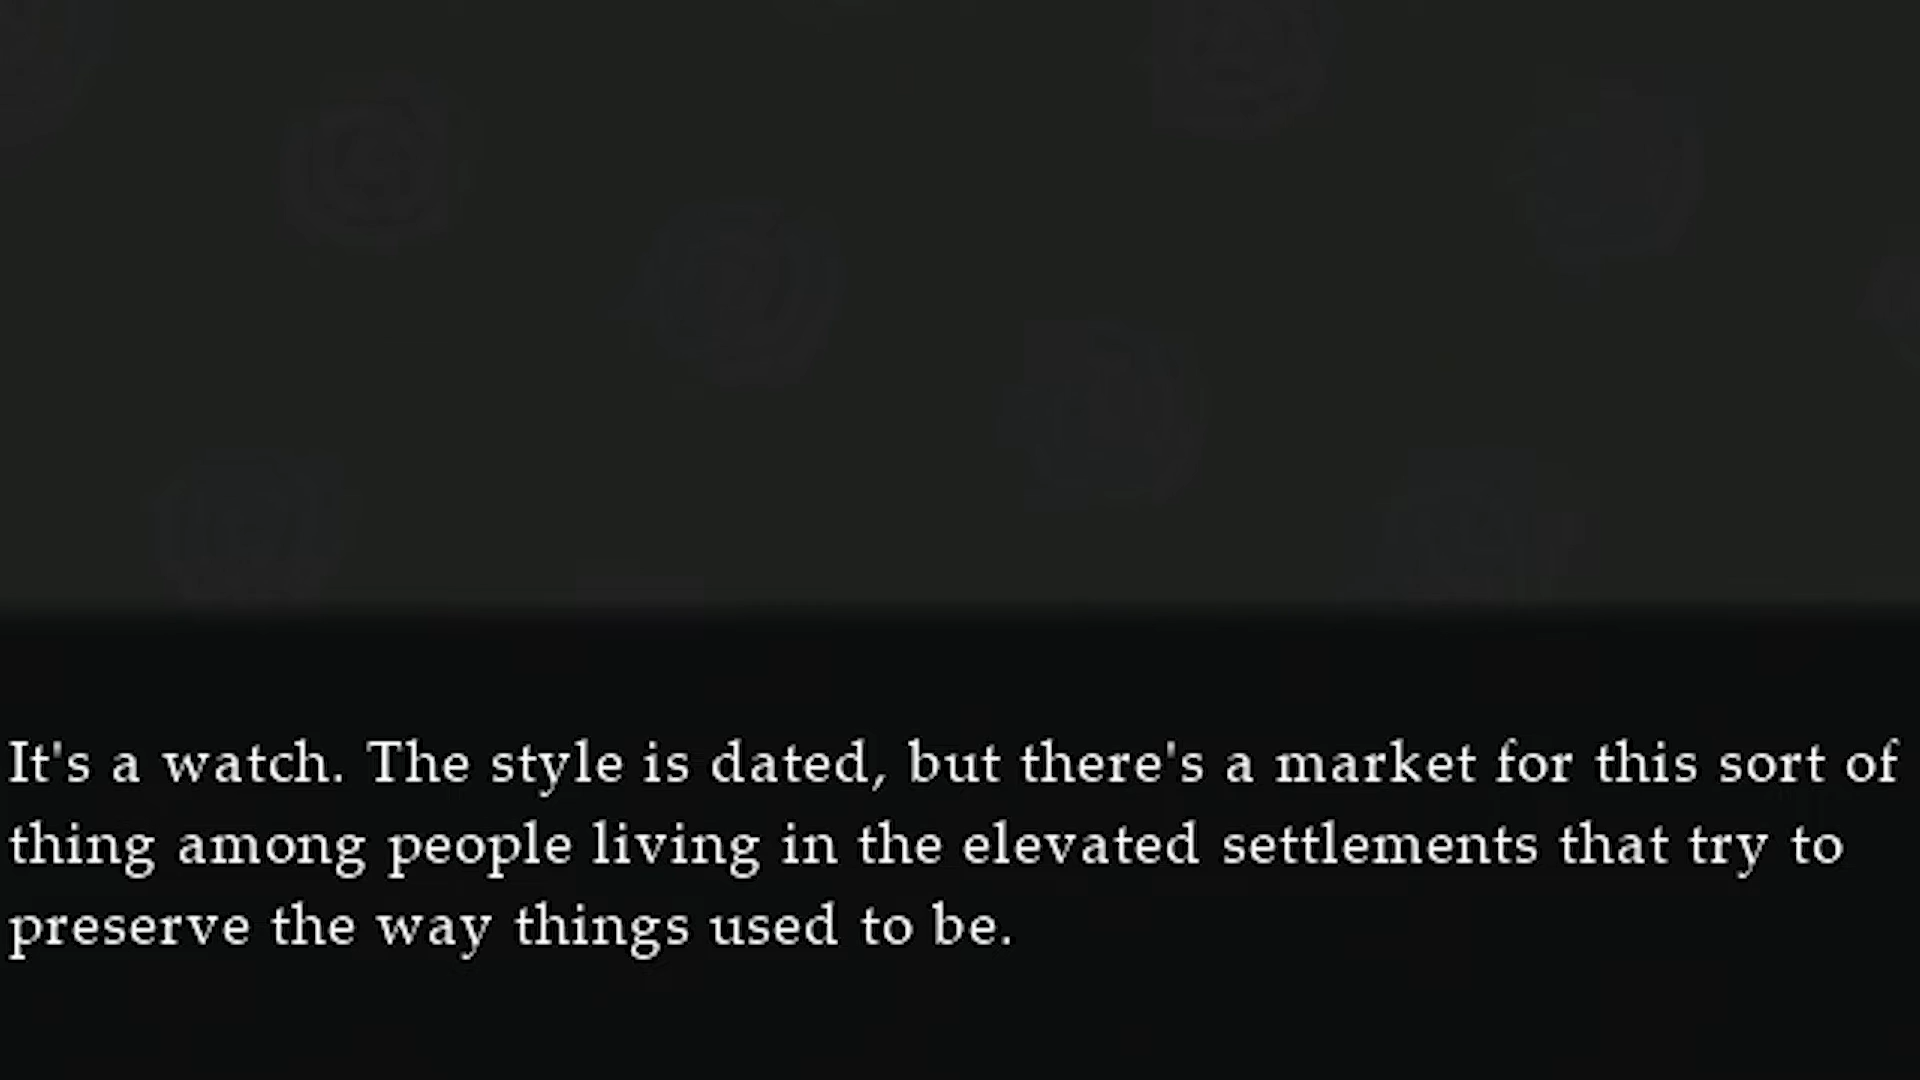 It's a watch. The style is dated, but there's a market for this sort of
thing among people living in the elevated settlements that try to
preserve the way things used to be.